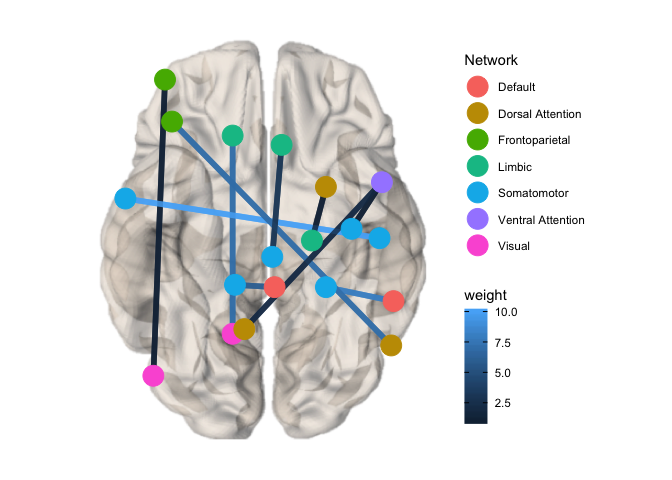 Network
Default
Dorsal Attention
Frontoparietal
Limbic
Somatomotor
Ventral Attention
Visual
weight
10.0
7.5
5.0
2.5